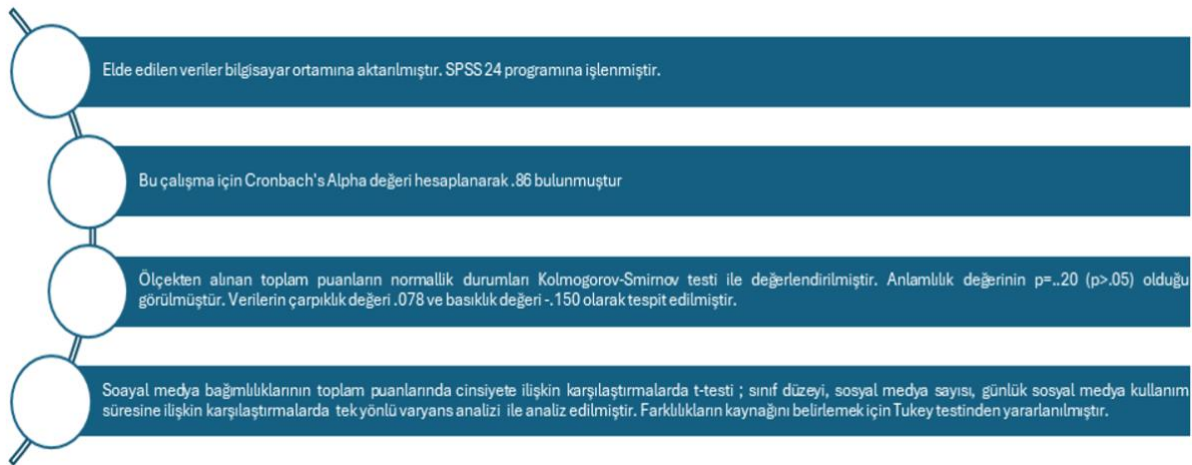 Elde edilen veriler bilgisayar ortamına aktarılmıştır. SPSS 24 programına işlenmiştir.
Bu çalışma için Cronbach's Alpha değeri hesaplanarak .86 bulunmuştur
Ölçekten alınan toplam puanların normallik durumları Kolmogorov-Smirnov testi ile değerlendirilmiştir. Anlamlılık değerinin p=..20 (p>.05) olduğu
görülmüştür. Verilerin çarpıklık değeri .078 ve basıklık değeri -.150 olarak tespit edilmiştir.
Soayal medya bağımlılıklarının toplam puanlarında cinsiyete ilişkin karşılaştırmalarda t-testi ; sınıf düzeyi, sosyal medya sayısı, günlük sosyal medya kullanım
süresine ilişkin karşılaştırmalarda tek yönlü varyans analizi ile analiz edilmiştir. Farklılıkların kaynağını belirlemek için Tukey testinden yararlanılmıştır.